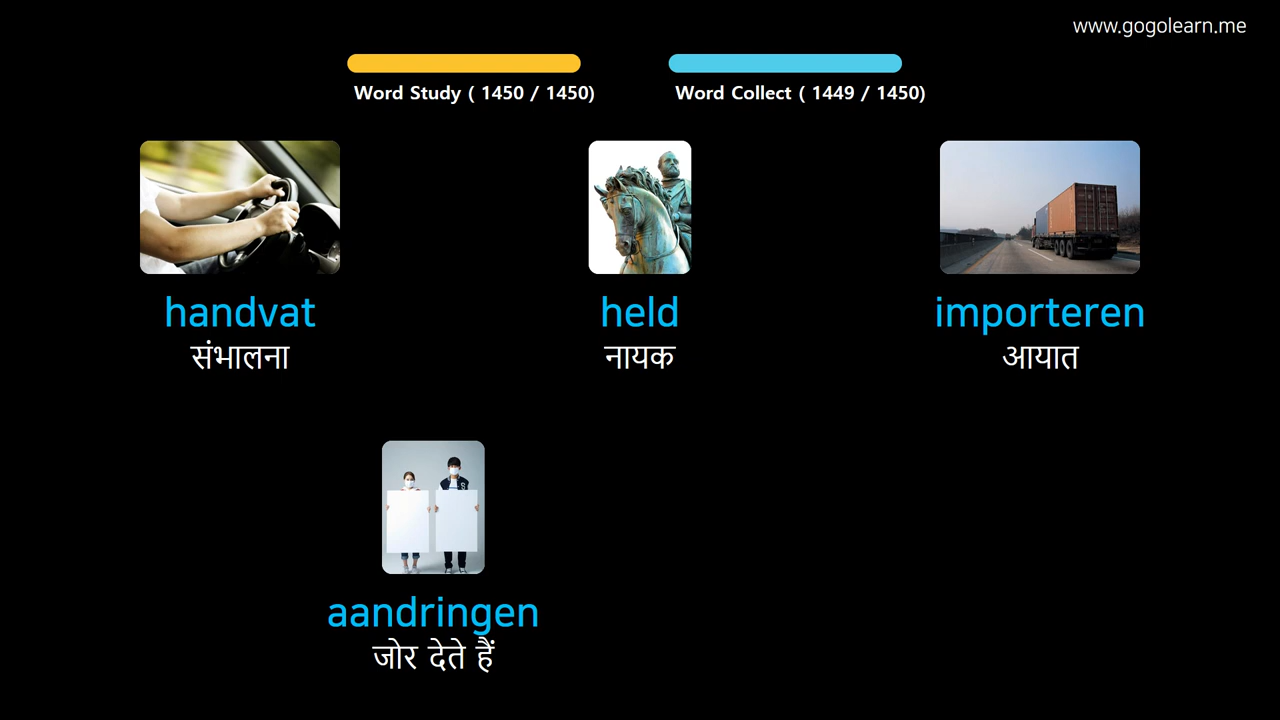 www.gogolearn.me
Word Study ( 1450 / 1450)
Word Collect ( 1449 / 1450)
handvat
held
importeren
संभालना
नायक
आयात
aandringen
जोर देते हैं